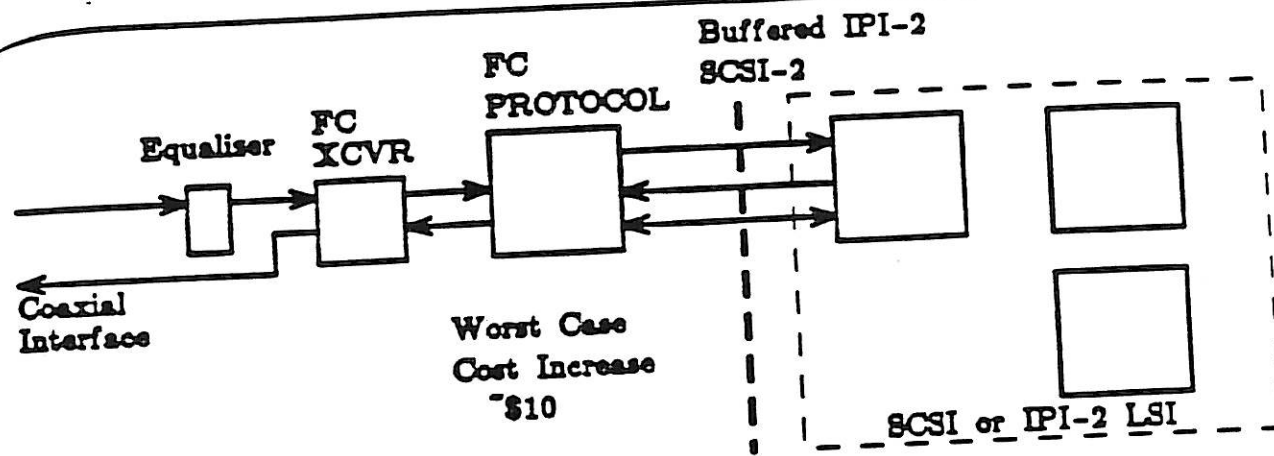 Buffered IPI-2
SCSI-2
FC
PROTOCOL
FC
XCVR
Equaliser
Coaxial
Interface
Worst Case
Cost Increase
~$10
SCSI or IPI-2 LSI